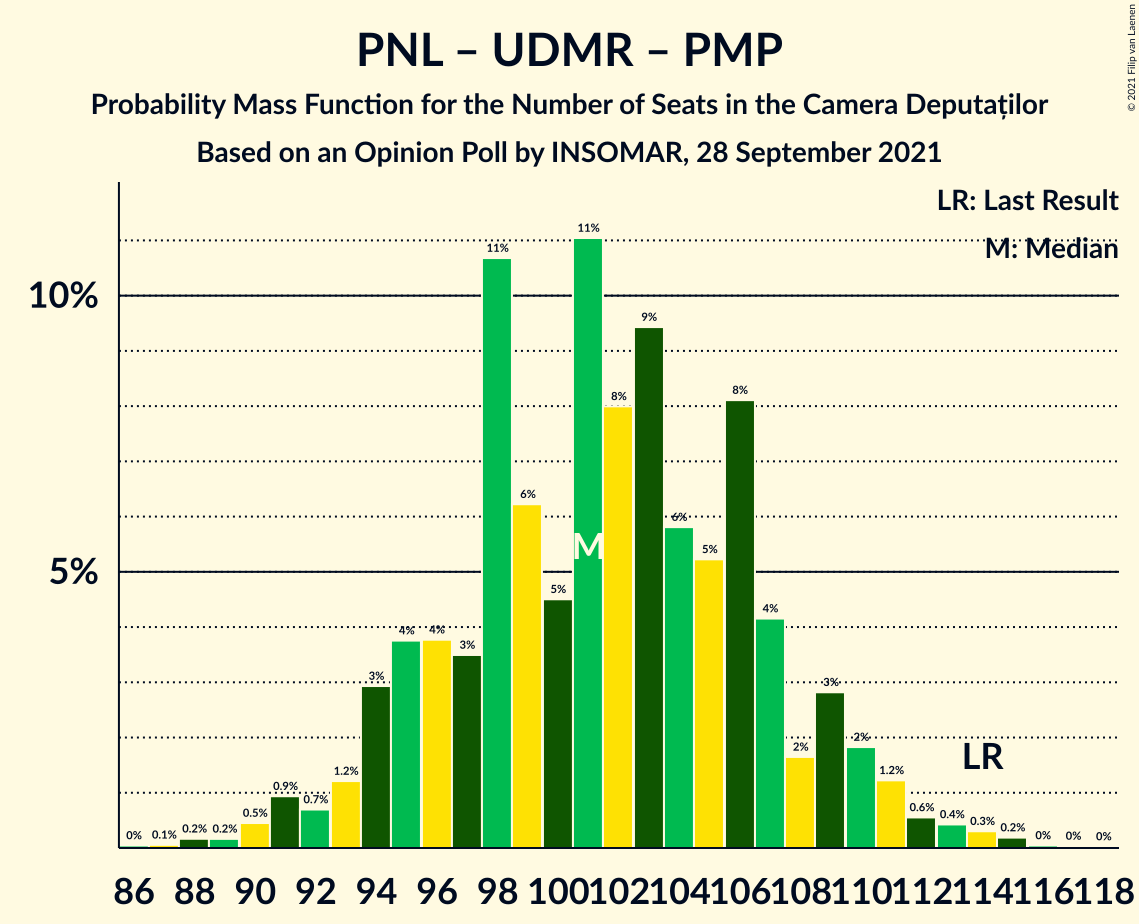 PNL – UDMR – PMP
Probability Mass Function for the Number of Seats in the Camera Deputaților
Based on an Opinion Poll by INSOMAR, 28 September 2021
© 2021 Filip van Laenen
LR: Last Result
M: Median
10%
5%
0% 0.1% 0.2% 0.2% 0.5% 0.9% 0.7% 1.2% 3% 4% 4% 3% 11% 6% 5% 11% 8% 9% 6% 5% 8% 4% 2% 3% 2% 1.2% 0.6% 0.4% 0.3% 0.2% 0% 0% 0%
M
LR
86 88 90 92 94 96 98 100 102 104 106 108 110 112 114 116 118